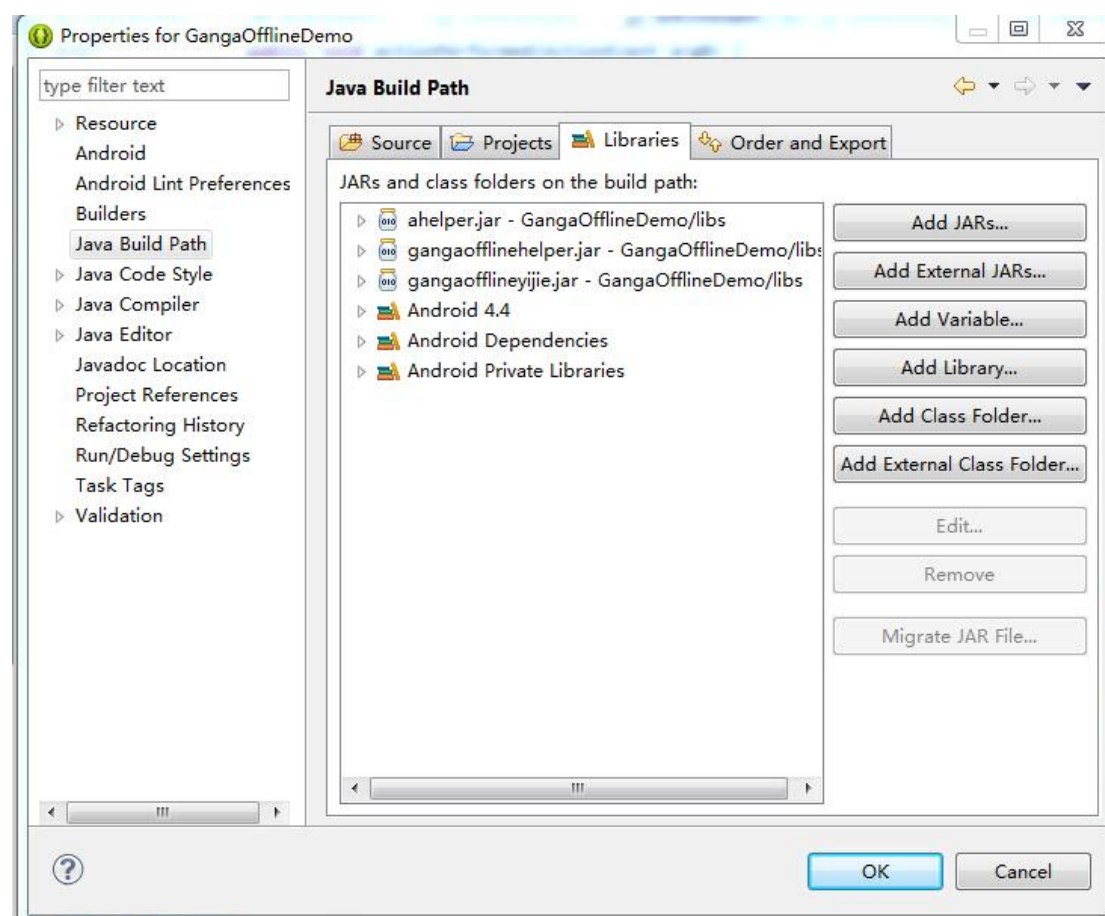 Properties for GangaOfflineDemo
type filter text
Resource
Android
Android Lint Preferences
Builders
Java Build Path
Java Code Style
Java Compiler
Java Editor
Javadoc Location
Project References
Refactoring History
Run/Debug Settings
Task Tags
Validation
Java Build Path
Source
Projects
Libraries
Order and Export
JARs and class folders on the build path:
ahelper.jar - GangaOfflineDemo/libs
gangaofflinehelper.jar - GangaOfflineDemo/libs
gangaofflineyijie.jar - GangaOfflineDemo/libs
Android 4.4
Android Dependencies
Android Private Libraries
Add JARs...
Add External JARs...
Add Variable...
Add Library...
Add Class Folder...
Add External Class Folder...
Edit...
Remove
Migrate JAR File...
OK
Cancel